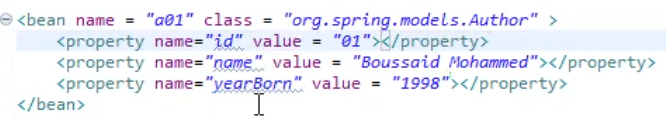 <bean name = "a01" class = "org.spring.models.Author" >
<property name="id" value = "01"></property>
<property name="name" value = "Boussaid Mohammed"></property>
<property name="yearBorn" value = "1998"></property>
</bean>